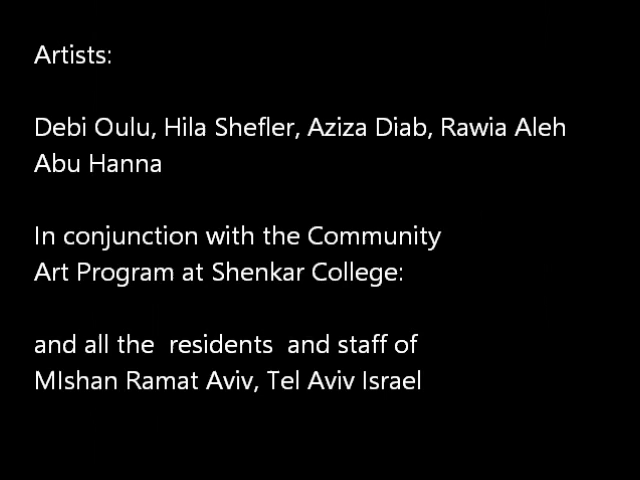 Artists:
Debi Oulu, Hila Shefler, Aziza Diab, Rawia Aleh
Abu Hanna
In conjunction with the Community
Art Program at Shenkar College:
and all the  residents  and staff of
MIshan Ramat Aviv, Tel Aviv Israel